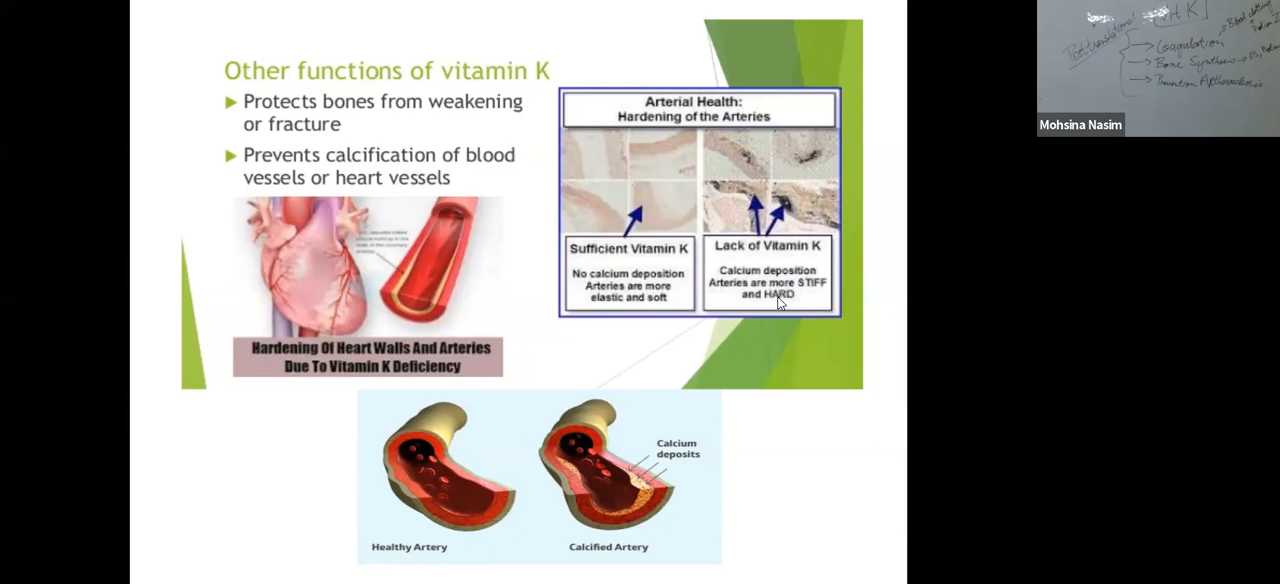 Other functions of vitamin K
Protects bones from weakening
or fracture
Prevents calcification of blood
vessels or heart vessels
Hardening Of Heart Walls And Arteries
Due To Vitamin K Deficiency
Arterial Health:
Hardening of the Arteries
Sufficient Vitamin K
No calcium deposition
Arteries are more
elastic and soft
Lack of Vitamin K
Calcium deposition
Arteries are more STIFF
and HARD
Calcium
deposits
Healthy Artery
Calcified Artery
K
Coagulation
Blood clotting
Bone Synthesis
Mohsina Nasim